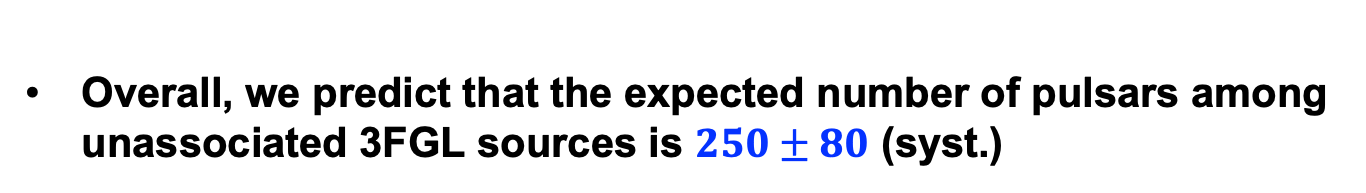 • Overall, we predict that the expected number of pulsars among
unassociated 3FGL sources is 250 ± 80 (syst.)